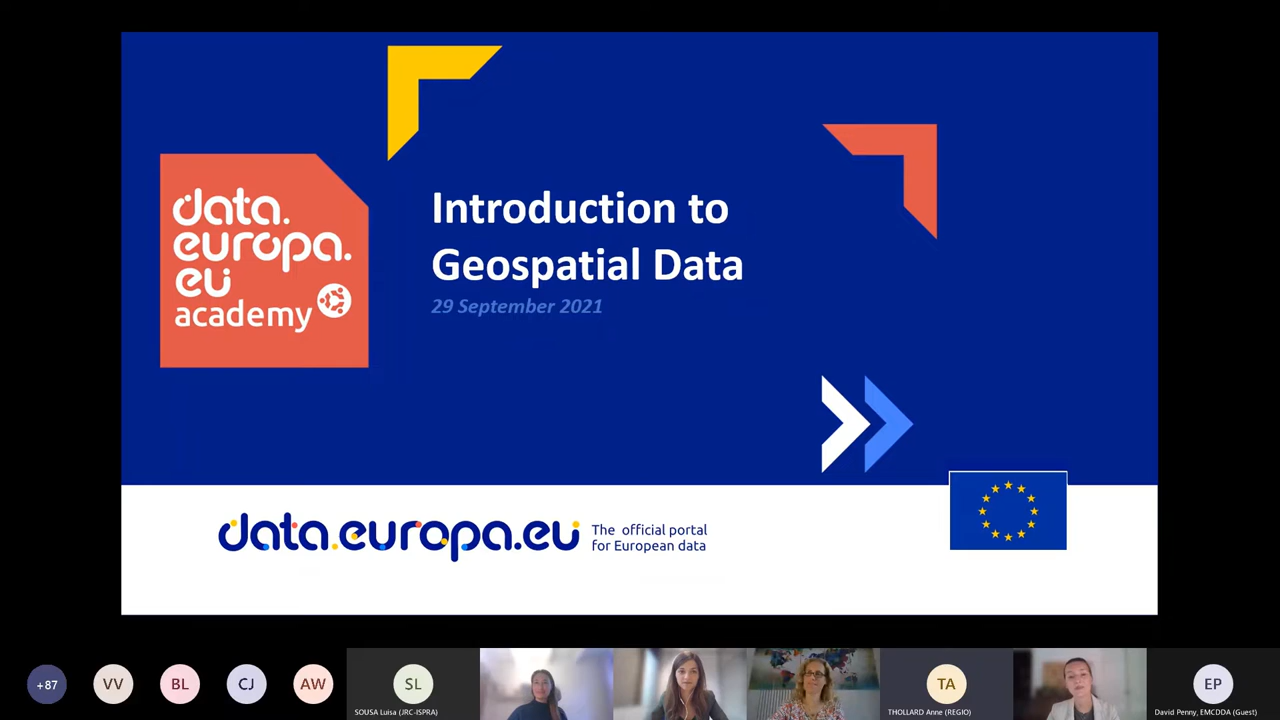 data.
europa.
eu
academy
Introduction to
Geospatial Data
29 September 2021
data.europa.eu
The official portal
for European data
+87
VV
BL
CJ
AW
SL
SOUSA Luisa (JRC-ISPRA)
TA
THOLLARD Anne (REGIO)
EP
David Penny, EMCDDA (Guest)